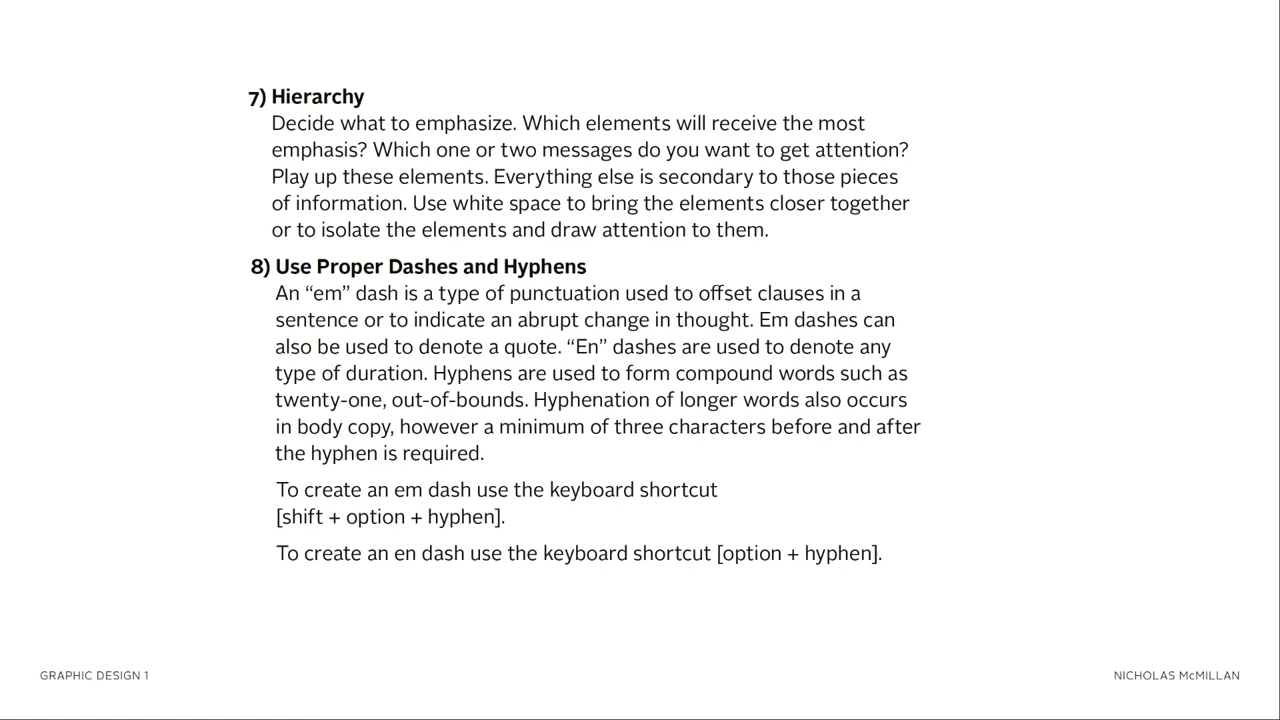 7) Hierarchy
Decide what to emphasize. Which elements will receive the most
emphasis? Which one or two messages do you want to get attention?
Play up these elements. Everything else is secondary to those pieces
of information. Use white space to bring the elements closer together
or to isolate the elements and draw attention to them.
8) Use Proper Dashes and Hyphens
An “em” dash is a type of punctuation used to offset clauses in a
sentence or to indicate an abrupt change in thought. Em dashes can
also be used to denote a quote. “En” dashes are used to denote any
type of duration. Hyphens are used to form compound words such as
twenty-one, out-of-bounds. Hyphenation of longer words also occurs
in body copy, however a minimum of three characters before and after
the hyphen is required.
To create an em dash use the keyboard shortcut
[shift + option + hyphen].
To create an en dash use the keyboard shortcut [option + hyphen].
GRAPHIC DESIGN 1
NICHOLAS McMILLAN